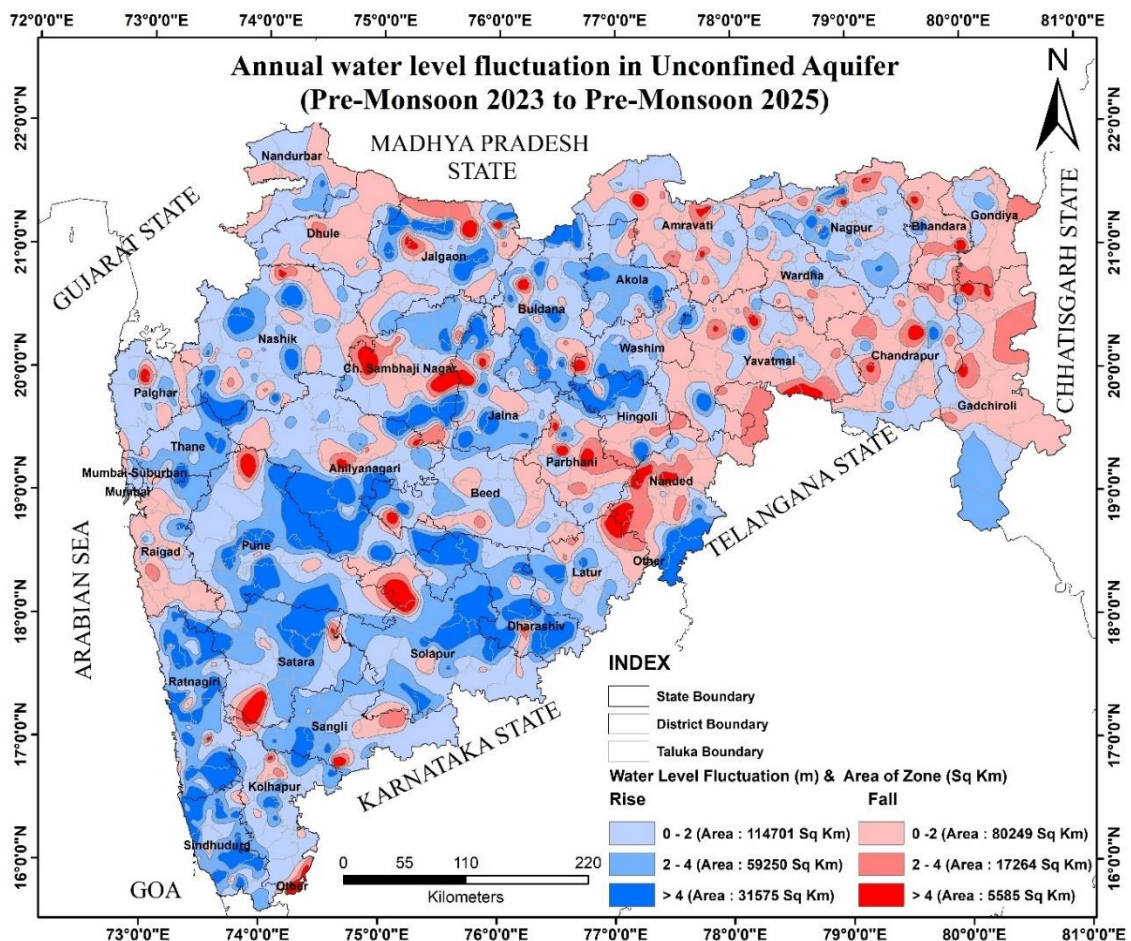 72°0'0"E 73°0'0"E 74°0'0"E 75°0'0"E 76°0'0"E 77°0'0"E 78°0'0"E 79°0'0"E 80°0'0"E 81°0'0"E
Annual water level fluctuation in Unconfined Aquifer
(Pre-Monsoon 2023 to Pre-Monsoon 2025)
N
22°0'0"N
22°0'0"N
MADHYA PRADESH
STATE
Nandurbar
GUJARAT STATE
CHHATISGARH STATE
21°0'0"N
21°0'0"N
Dhule
Jalgaon
Amravati
Nagpur
Bhandara
Gondiya
Akola
Wardha
Buldana
Nashik
Washim
Yavatmal
Chandrapur
20°0'0"N
20°0'0"N
Ch. Sambhaji Nagar
Palghar
Jalna
Hingoli
Gadchiroli
Thane
Parbhani
Mumbai-Suburban
Mumbai
Ahilyanagari
Beed
Nanded
19°0'0"N
19°0'0"N
TELANGANA STATE
ARABIAN SEA
Raigad
Pune
Latur
Other
18°0'0"N
18°0'0"N
Dharashiv
Satara
Solapur
Ratnagiri
Sangli
17°0'0"N
17°0'0"N
KARNATAKA STATE
Kolhapur
Sindhudurg
16°0'0"N
16°0'0"N
GOA
Other
0 55 110 220
Kilometers
INDEX
State Boundary
District Boundary
Taluka Boundary
Water Level Fluctuation (m) & Area of Zone (Sq Km)
Rise Fall
0 - 2 (Area : 114701 Sq Km) 0 -2 (Area : 80249 Sq Km)
2 - 4 (Area : 59250 Sq Km) 2 - 4 (Area : 17264 Sq Km)
> 4 (Area : 31575 Sq Km) > 4 (Area : 5585 Sq Km)
73°0'0"E 74°0'0"E 75°0'0"E 76°0'0"E 77°0'0"E 78°0'0"E 79°0'0"E 80°0'0"E